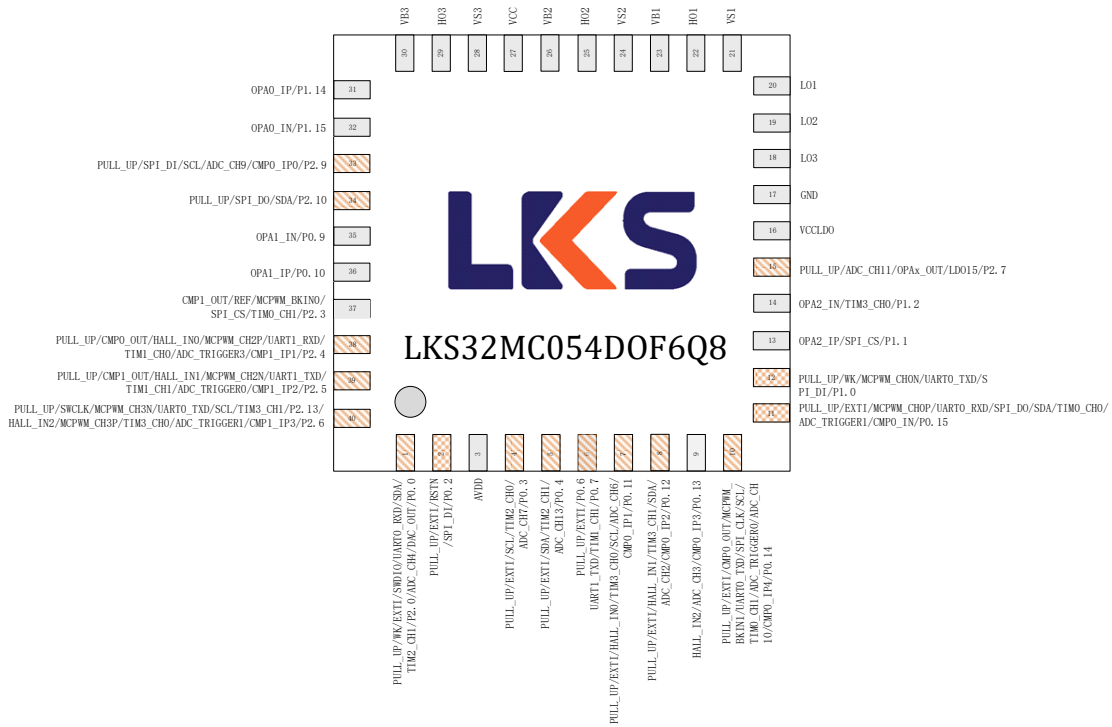 VB3
HO3
VS3
VCC
VB2
HO2
VS2
VB1
HO1
VS1
30
29
28
27
26
25
24
23
22
21
OPA0_IP/P1.14
31
OPA0_IN/P1.15
32
PULL_UP/SPI_DI/SCL/ADC_CH9/CMP0_IP0/P2.9
33
PULL_UP/SPI_DO/SDA/P2.10
34
OPA1_IN/P0.9
35
OPA1_IP/P0.10
36
CMP1_OUT/REF/MCPWM_BKIN0/
SPI_CS/TIM0_CH1/P2.3
37
PULL_UP/CMP0_OUT/HALL_IN0/MCPWM_CH2P/UART1_RXD/
TIM1_CH0/ADC_TRIGGER3/CMP1_IP1/P2.4
38
PULL_UP/CMP1_OUT/HALL_IN1/MCPWM_CH2N/UART1_TXD/
TIM1_CH1/ADC_TRIGGER0/CMP1_IP2/P2.5
39
PULL_UP/SWCLK/MCPWM_CH3N/UART0_TXD/SCL/TIM3_CH1/P2.13/
HALL_IN2/MCPWM_CH3P/TIM3_CH0/ADC_TRIGGER1/CMP1_IP3/P2.6
40
LKS
LKS32MC054DOF6Q8
20
LO1
19
LO2
18
LO3
17
GND
16
VCCLDO
15
PULL_UP/ADC_CH11/OPAx_OUT/LDO15/P2.7
14
OPA2_IN/TIM3_CH0/P1.2
13
OPA2_IP/SPI_CS/P1.1
12
PULL_UP/WK/MCPWM_CH0N/UART0_TXD/S
PI_DI/P1.0
11
PULL_UP/EXTI/MCPWM_CH0P/UART0_RXD/SPI_DO/SDA/TIM0_CH0/
ADC_TRIGGER1/CMP0_IN/P0.15
1
2
3
4
5
6
7
8
9
10
PULL_UP/WK/EXTI/SWDIO/UART0_RXD/SDA/
TIM2_CH1/P2.0/ADC_CH4/DAC_OUT/P0.0
PULL_UP/EXTI/RSTN
/SPI_DI/P0.2
AVDD
PULL_UP/EXTI/SCL/TIM2_CH0/
ADC_CH7/P0.3
PULL_UP/EXTI/SDA/TIM2_CH1/
ADC_CH13/P0.4
PULL_UP/EXTI/P0.6
UART1_TXD/TIM1_CH1/P0.7
PULL_UP/EXTI/HALL_IN0/TIM3_CH0/SCL/ADC_CH6/
CMP0_IP1/P0.11
PULL_UP/EXTI/HALL_IN1/TIM3_CH1/SDA/
ADC_CH2/CMP0_IP2/P0.12
HALL_IN2/ADC_CH3/CMP0_IP3/P0.13
PULL_UP/EXTI/CMP0_OUT/MCPWM_
BKIN1/UART0_TXD/SPI_CLK/SCL/
TIM0_CH1/ADC_TRIGGER0/ADC_CH
10/CMP0_IP4/P0.14